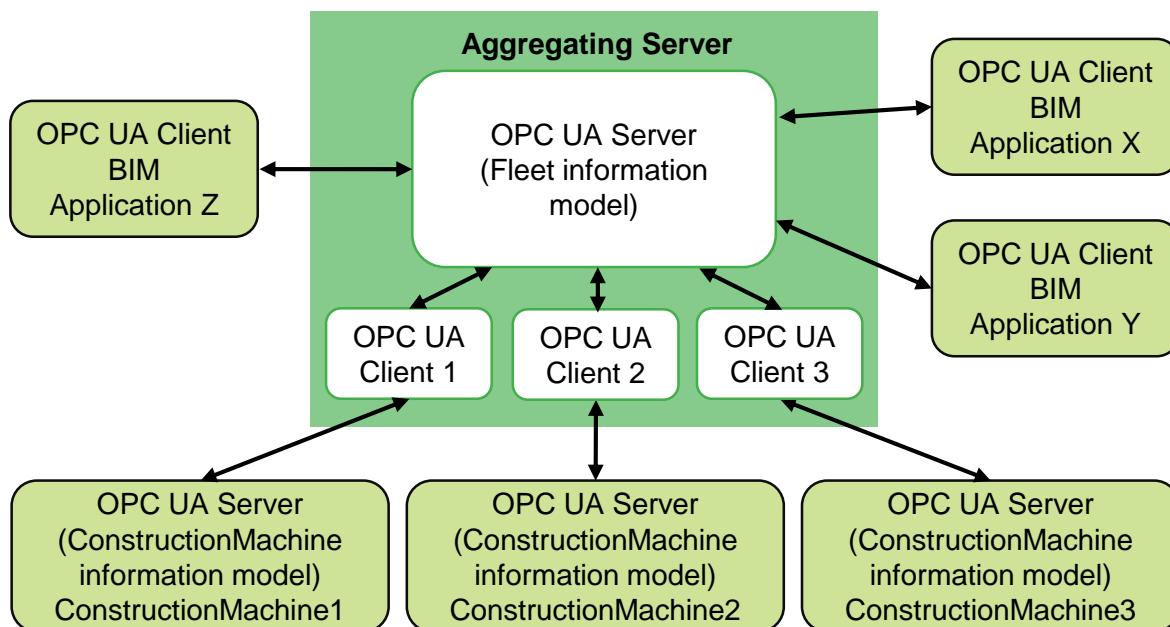 Aggregating Server
OPC UA Server
(Fleet information
model)
OPC UA Client
BIM
Application Z
OPC UA Client
BIM
Application X
OPC UA Client
BIM
Application Y
OPC UA
Client 1
OPC UA
Client 2
OPC UA
Client 3
OPC UA Server
(ConstructionMachine
information model)
ConstructionMachine1
OPC UA Server
(ConstructionMachine
information model)
ConstructionMachine2
OPC UA Server
(ConstructionMachine
information model)
ConstructionMachine3